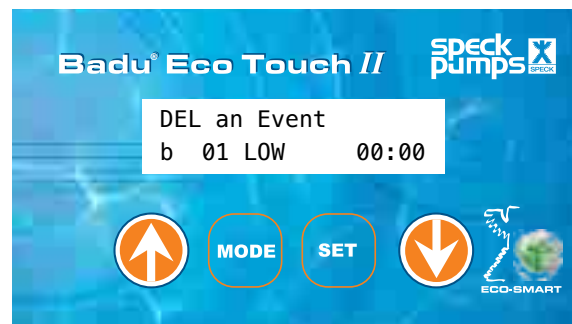 Badu® Eco Touch II
speck pumps
SPECK
DEL an Event
b 01 LOW 00:00
MODE
SET
ECO-SMART